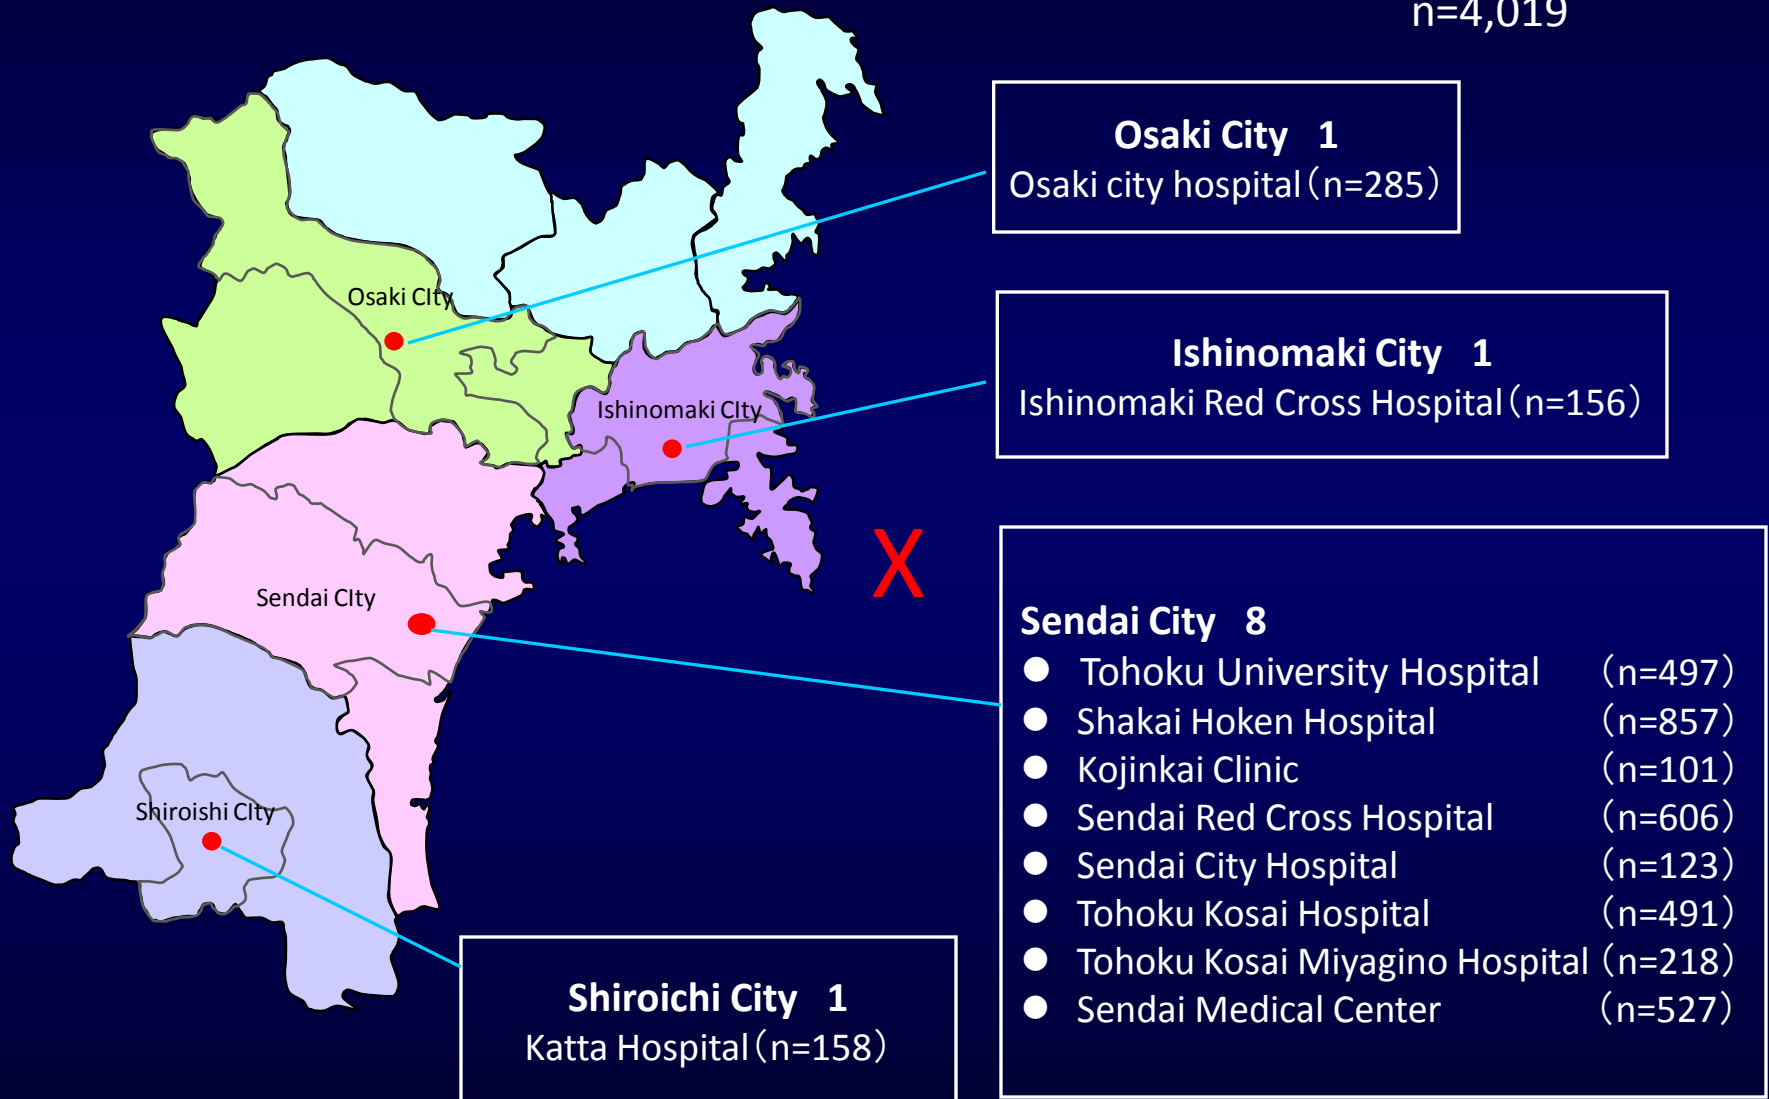 n=4,019
Osaki City 1
Osaki city hospital（n=285）
Osaki CIty
Ishinomaki City 1
Ishinomaki Red Cross Hospital（n=156）
Ishinomaki CIty
X
Sendai CIty
Sendai City 8
● Tohoku University Hospital （n=497）
● Shakai Hoken Hospital （n=857）
● Kojinkai Clinic （n=101）
● Sendai Red Cross Hospital （n=606）
● Sendai City Hospital （n=123）
● Tohoku Kosai Hospital （n=491）
● Tohoku Kosai Miyagino Hospital （n=218）
● Sendai Medical Center （n=527）
Shiroishi CIty
Shiroichi City 1
Katta Hospital（n=158）